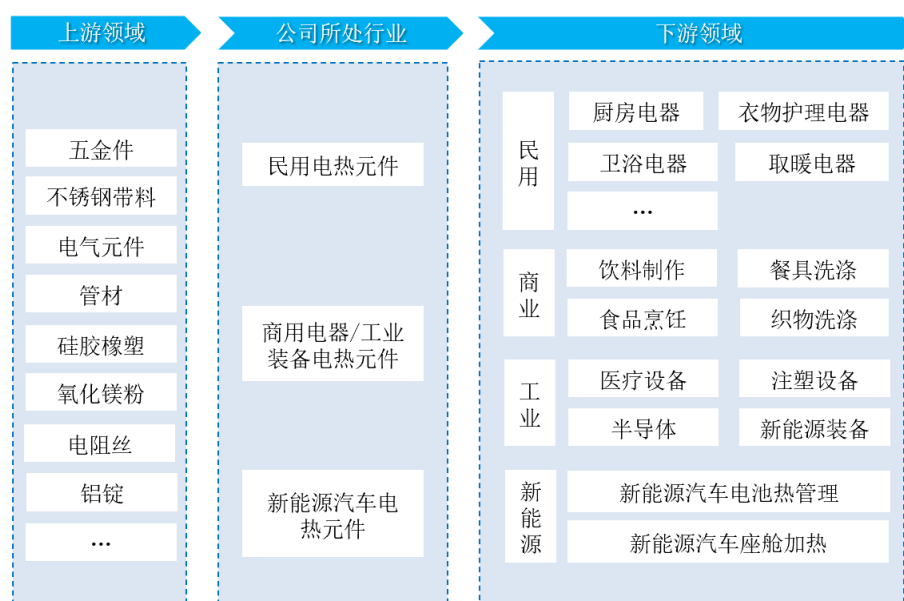 上游领域
公司所处行业
下游领域
五金件
不锈钢带料
电气元件
管材
硅胶橡塑
氧化镁粉
电阻丝
铝锭
...
民用电热元件
商用电器/工业
装备电热元件
新能源汽车电
热元件
民用
厨房电器
衣物护理电器
卫浴电器
取暖电器
...
商业
饮料制作
餐具洗涤
食品烹饪
织物洗涤
工业
医疗设备
注塑设备
半导体
新能源装备
新能源
新能源汽车电池热管理
新能源汽车座舱加热